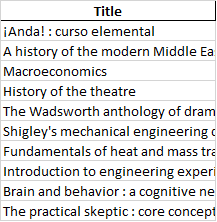 Title
¡Anda! : curso elemental
A history of the modern Middle Ea
Macroeconomics
History of the theatre
The Wadsworth anthology of dram
Shigley's mechanical engineering d
Fundamentals of heat and mass tra
Introduction to engineering experi
Brain and behavior : a cognitive ne
The practical skeptic : core concept